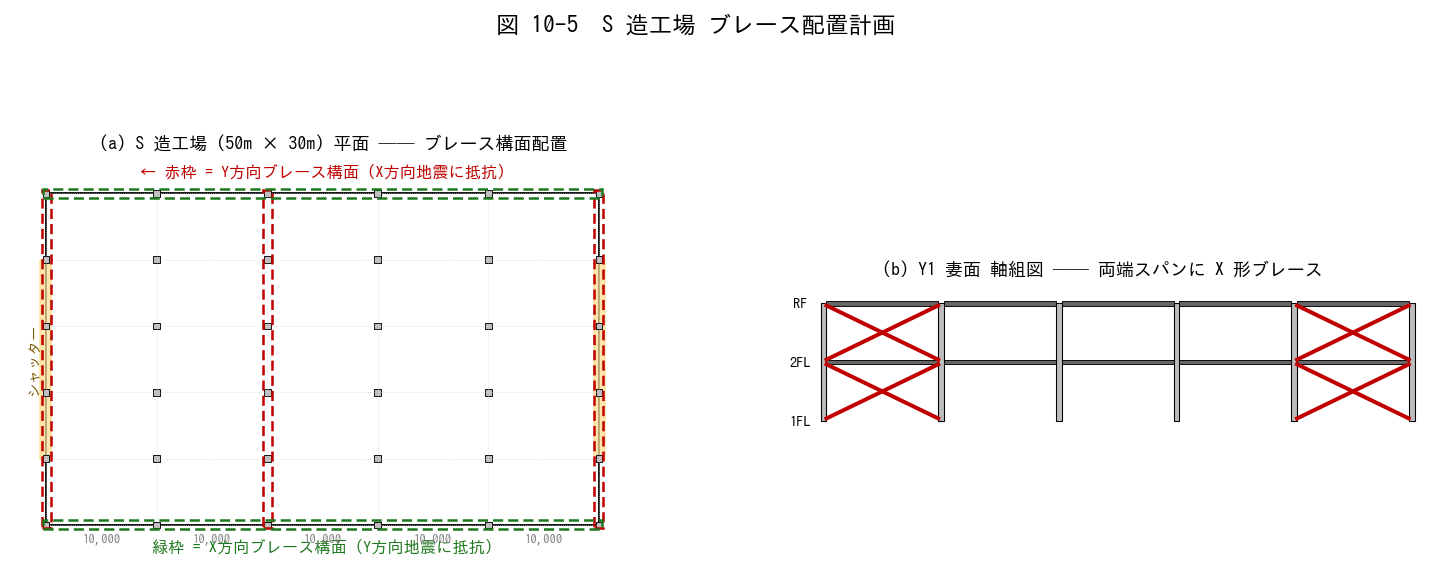 図 10-5  S 造工場 ブレース配置計画
(a) S 造工場 (50m × 30m) 平面 —— ブレース構面配置
← 赤枠 = Y方向ブレース構面 (X方向地震に抵抗)
シャッター
10,000 10,000 10,000 10,000 10,000
緑枠 = X方向ブレース構面 (Y方向地震に抵抗)
(b) Y1 妻面 軸組図 —— 両端スパンに X 形ブレース
RF
2FL
1FL